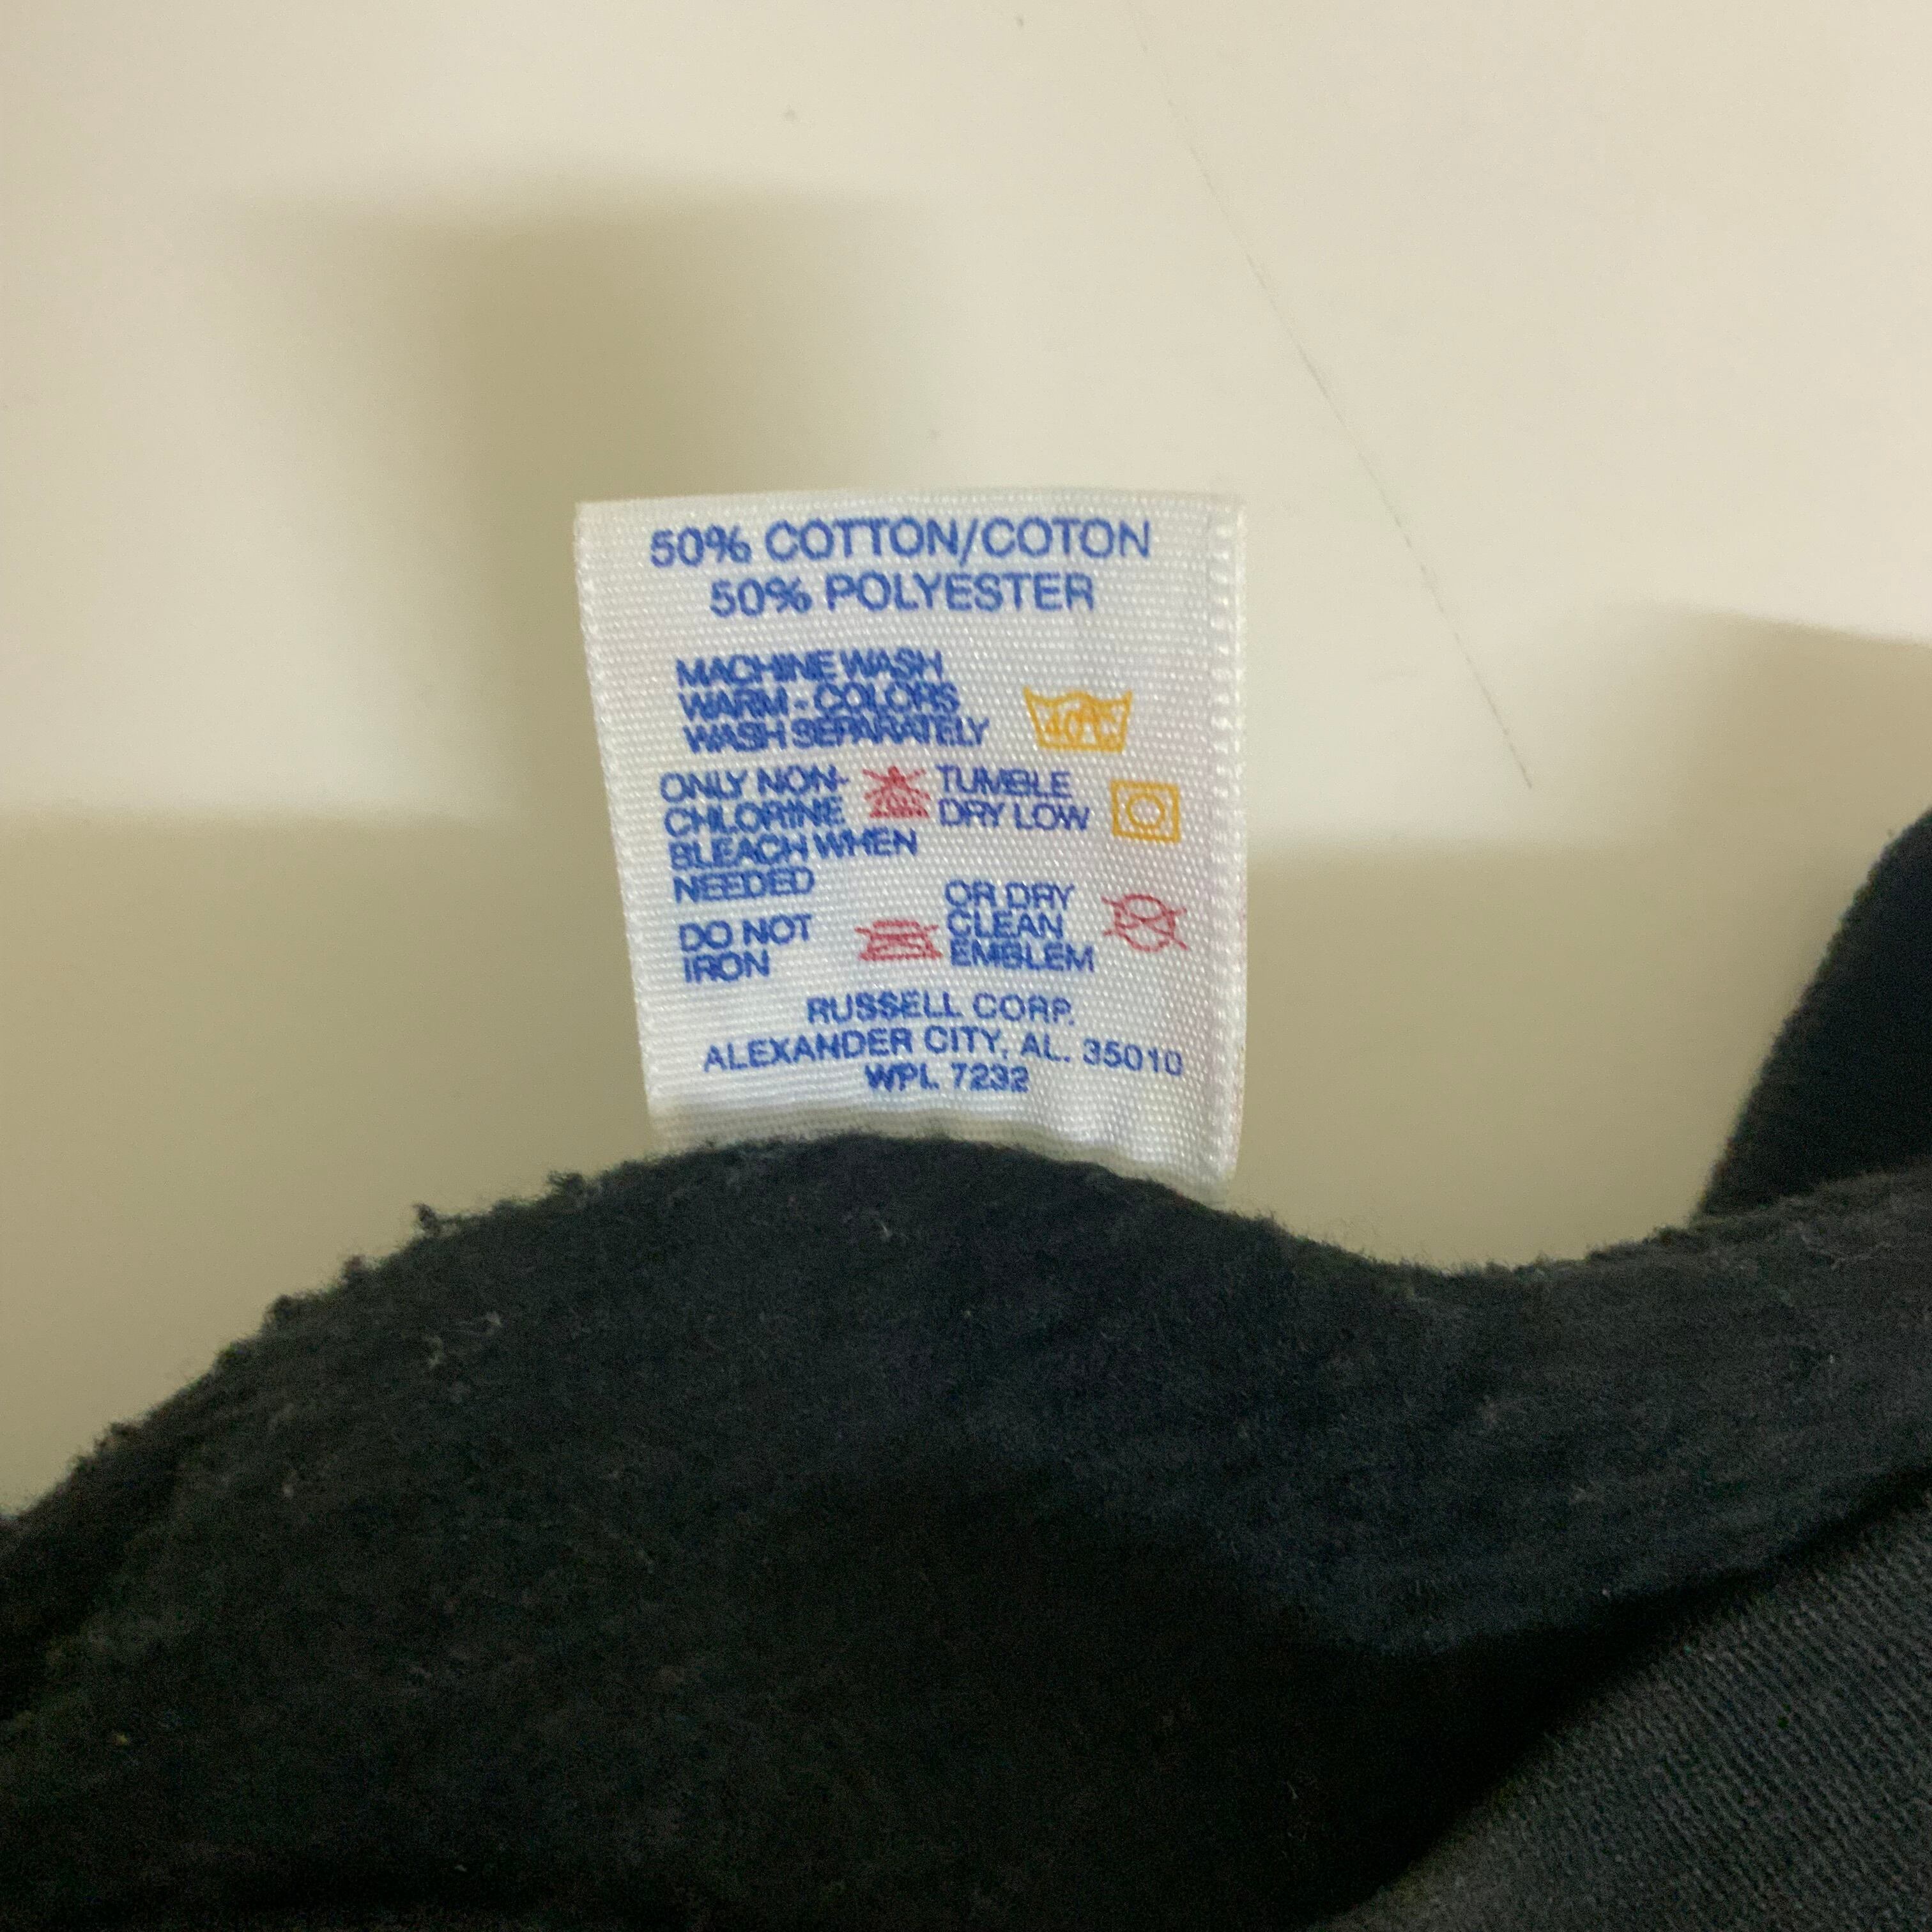 50% COTTON/COTON
50% POLYESTER
MACHINE WASH
WARM - COLORS
WASH SEPARATELY
40°C
ONLY NON-
CHLORINE
BLEACH WHEN
NEEDED
TUMBLE
DRY LOW
DO NOT
IRON
OR DRY
CLEAN
EMBLEM
RUSSELL CORP.
ALEXANDER CITY, AL. 35010
WPL 7232